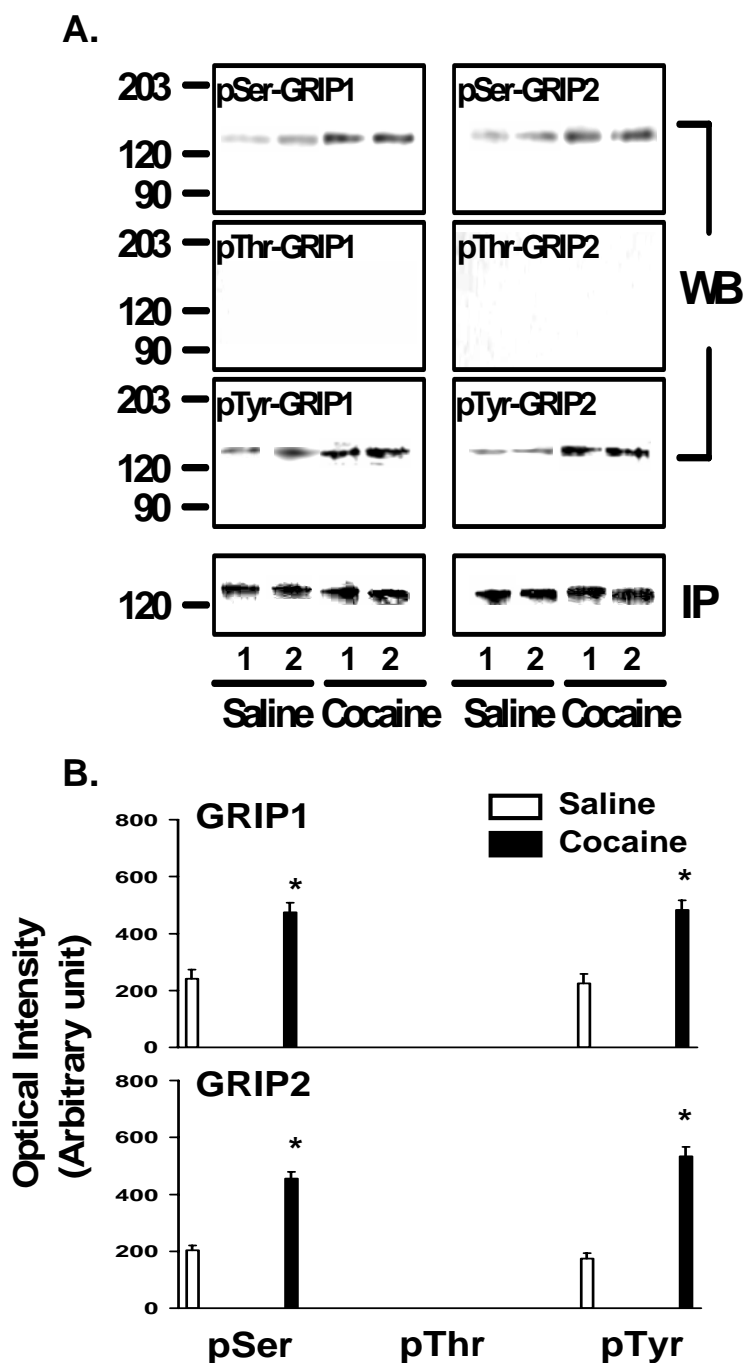 A.
203 pSer-GRIP1 pSer-GRIP2
120
90
203 pThr-GRIP1 pThr-GRIP2
120
90
WB
203 pTyr-GRIP1 pTyr-GRIP2
120
90
120 IP
1 2 1 2 1 2 1 2
Saline Cocaine Saline Cocaine
B.
Optical Intensity
(Arbitrary unit)
800
GRIP1
Saline
Cocaine
600
* *
400
200
0
800
GRIP2
600
* *
400
200
0
pSer pThr pTyr